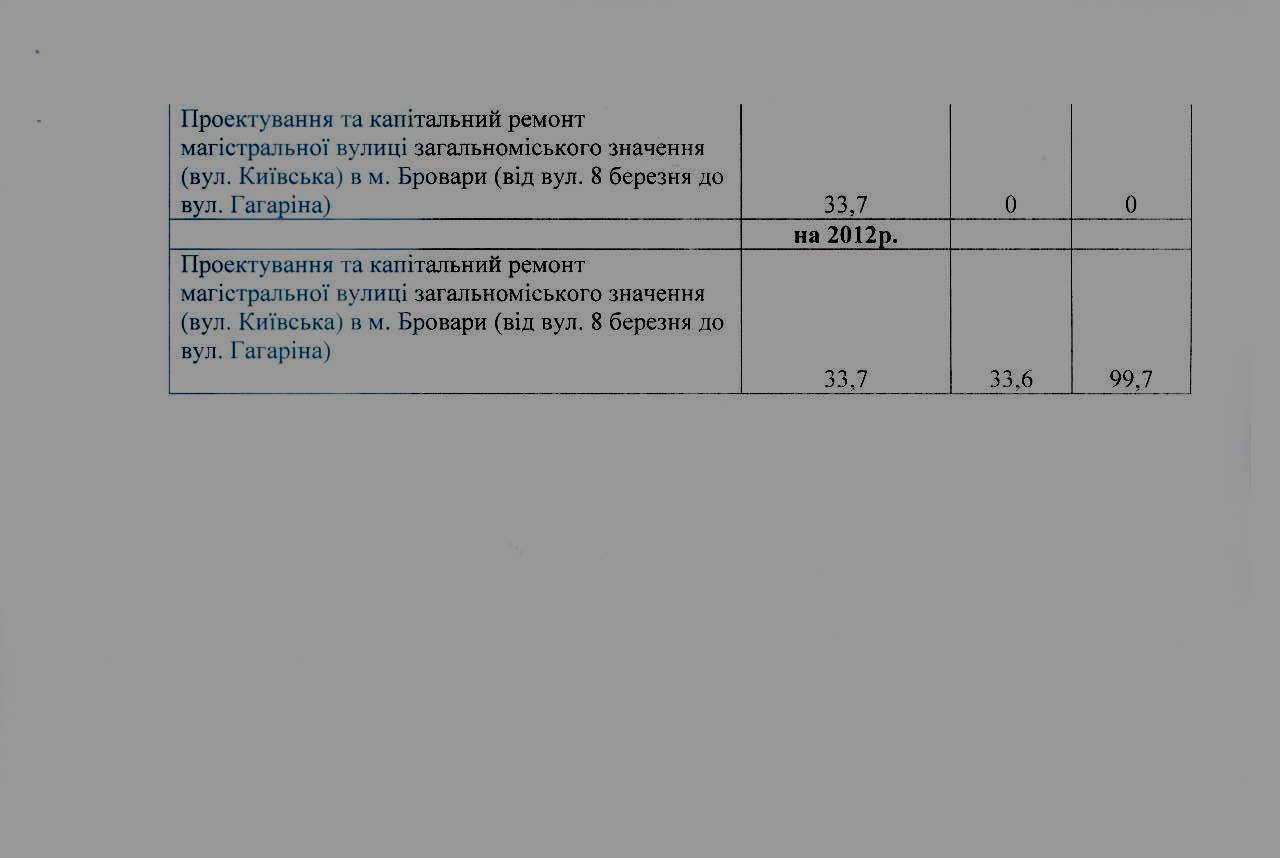 Проектування та капітальний ремонт
магістральної вулиці загальноміського значення
(вул. Київська) в м. Бровари (від вул. 8 березня до
вул. Гагаріна) 33,7 0 0
на 2012р.
Проектування та капітальний ремонт
магістральної вулиці загальноміського значення
(вул. Київська) в м. Бровари (від вул. 8 березня до
вул. Гагаріна)
33,7 33,6 99,7